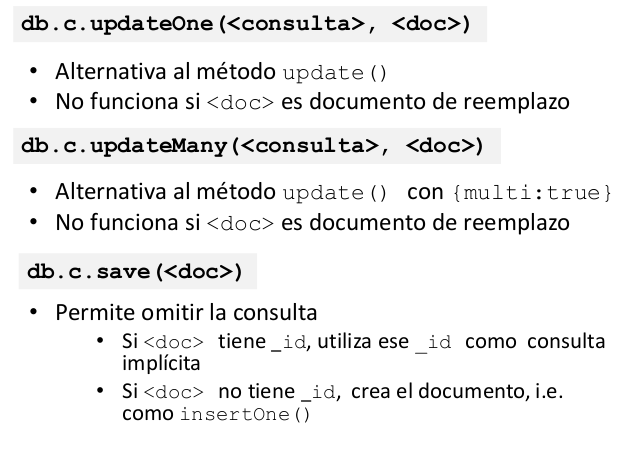 db.c.updateOne(<consulta>, <doc>)
• Alternativa al método update()
• No funciona si <doc> es documento de reemplazo
db.c.updateMany(<consulta>, <doc>)
• Alternativa al método update() con {multi:true}
• No funciona si <doc> es documento de reemplazo
db.c.save(<doc>)
• Permite omitir la consulta
• Si <doc> tiene _id, utiliza ese _id como consulta
implícita
• Si <doc> no tiene _id, crea el documento, i.e.
como insertOne()